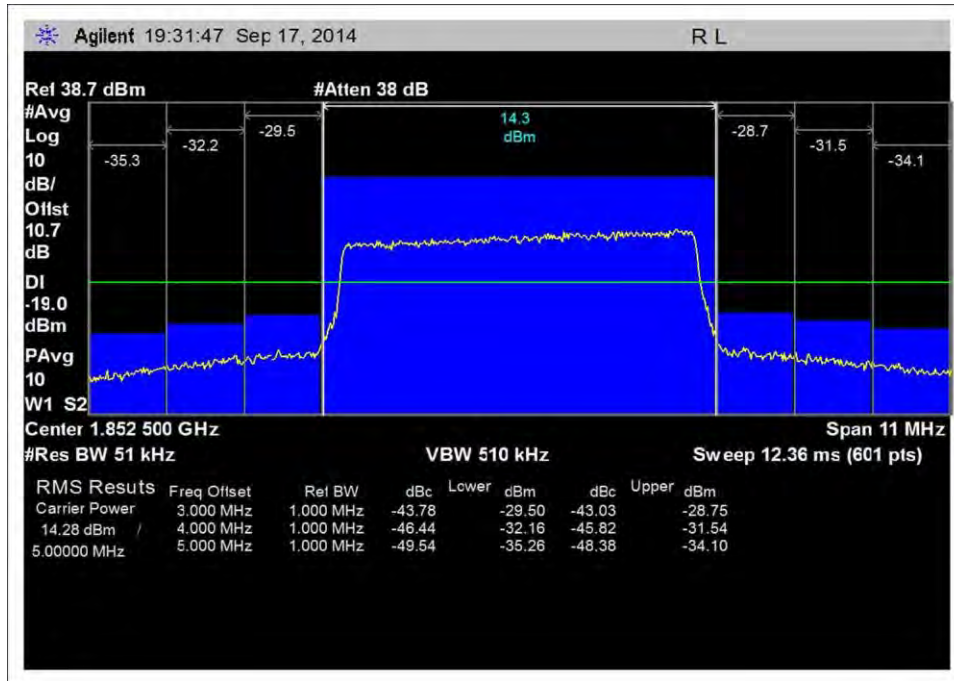 Agilent 19:31:47 Sep 17, 2014 R L
Ref 38.7 dBm #Atten 38 dB
#Avg
Log
10
dB/
Offst
10.7
dB
DI
-19.0
dBm
PAvg
10
W1 S2
-35.3 -32.2 -29.5 14.3 dBm -28.7 -31.5 -34.1
Center 1.852 500 GHz Span 11 MHz
#Res BW 51 kHz VBW 510 kHz Sweep 12.36 ms (601 pts)
RMS Resuts Freq Offset Ref BW dBc Lower dBm dBc Upper dBm
Carrier Power 3.000 MHz 1.000 MHz -43.78 -29.50 -43.03 -28.75
14.28 dBm / 4.000 MHz 1.000 MHz -46.44 -32.16 -45.82 -31.54
5.00000 MHz 5.000 MHz 1.000 MHz -49.54 -35.26 -48.38 -34.10